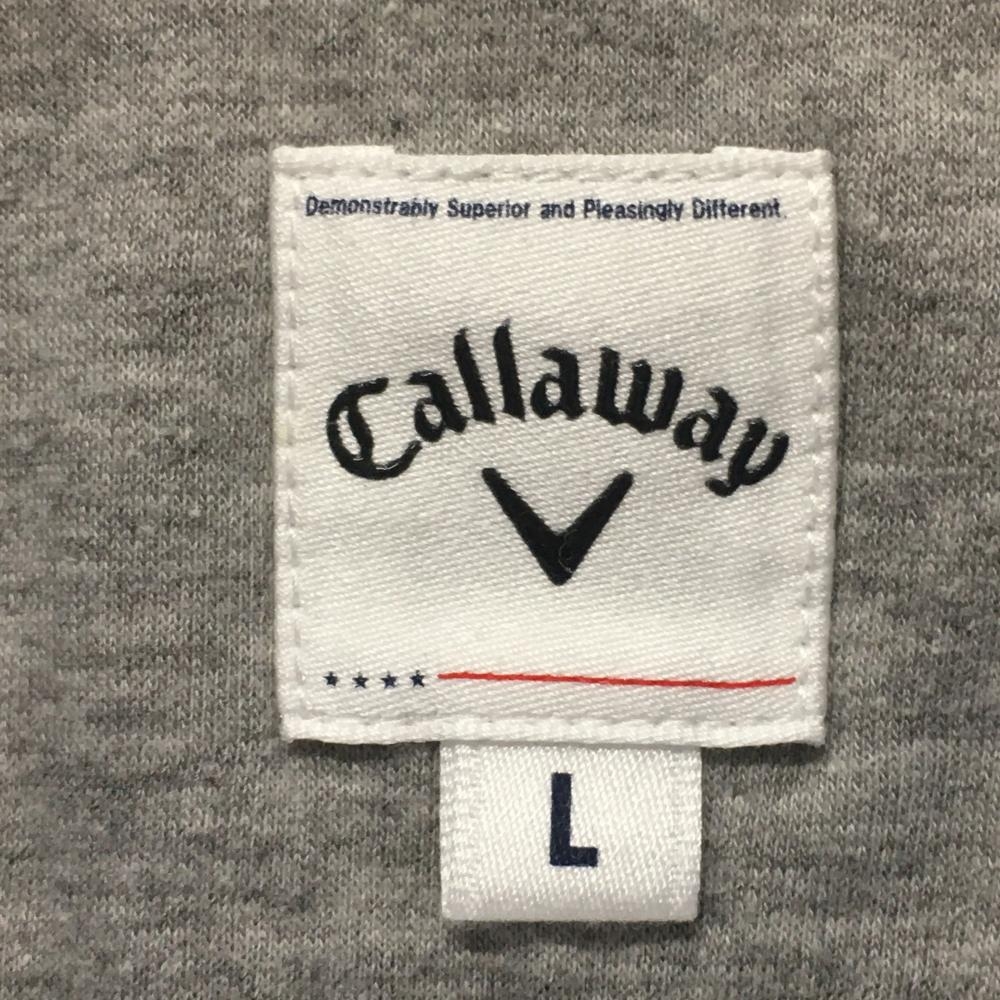 Demonstrably Superior and Pleasingly Different.
Callaway
L